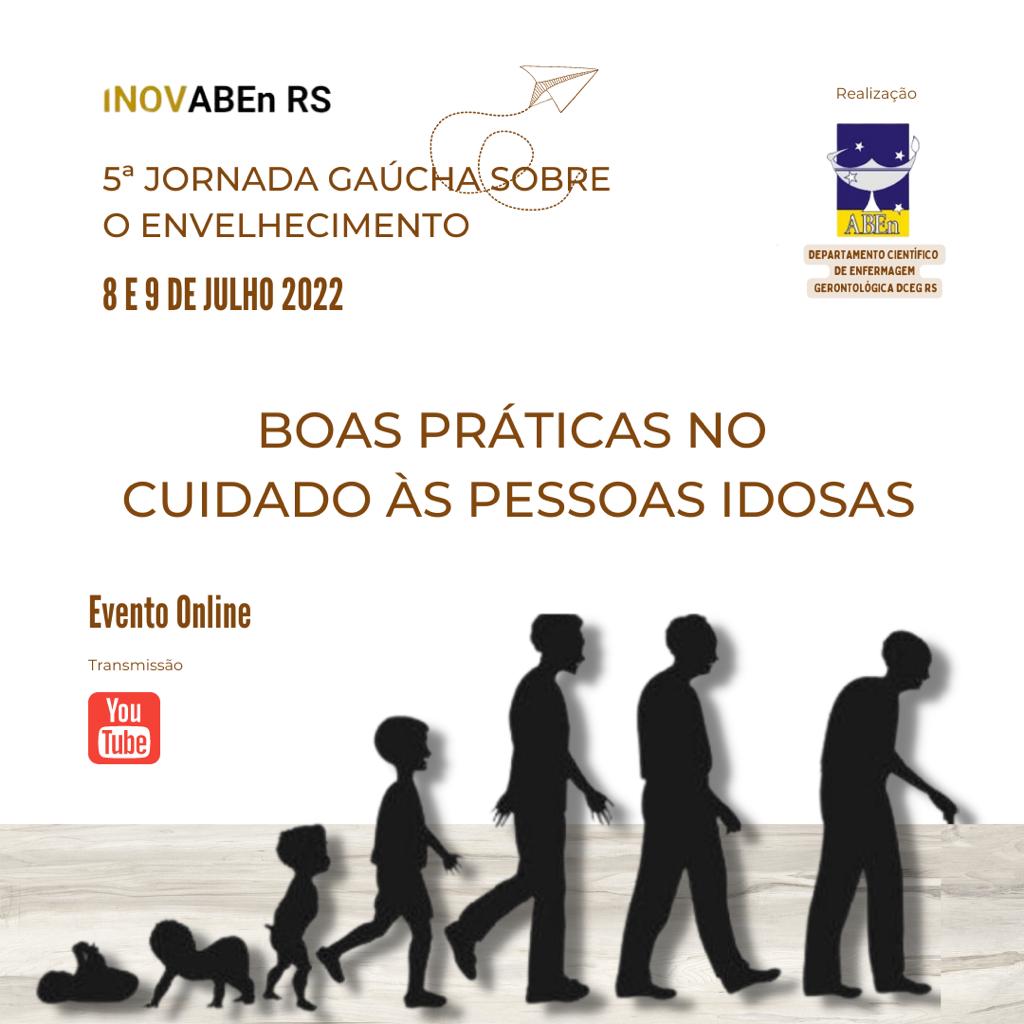 INOVABEn RS
5ª JORNADA GAÚCHA SOBRE
O ENVELHECIMENTO
8 E 9 DE JULHO 2022
Realização
ABEn
DEPARTAMENTO CIENTÍFICO
DE ENFERMAGEM
GERONTOLÓGICA DCEG RS
BOAS PRÁTICAS NO
CUIDADO ÀS PESSOAS IDOSAS
Evento Online
Transmissão
You
Tube